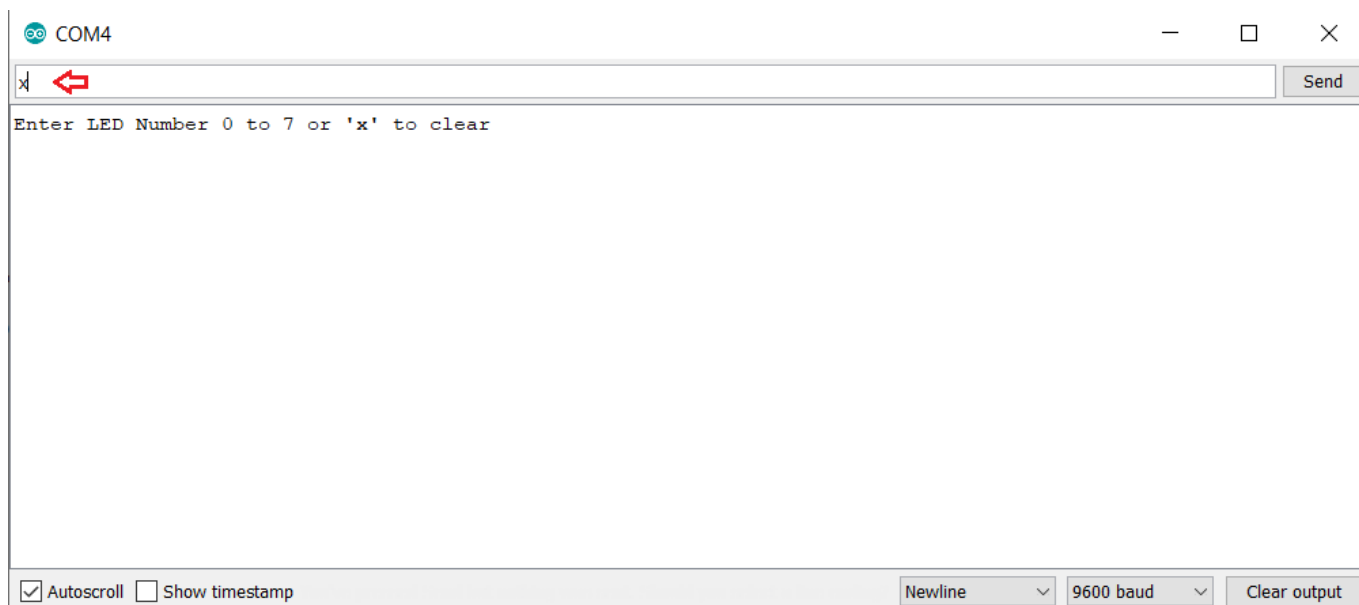 COM4
x
Send
Enter LED Number 0 to 7 or 'x' to clear
Autoscroll Show timestamp Newline 9600 baud Clear output